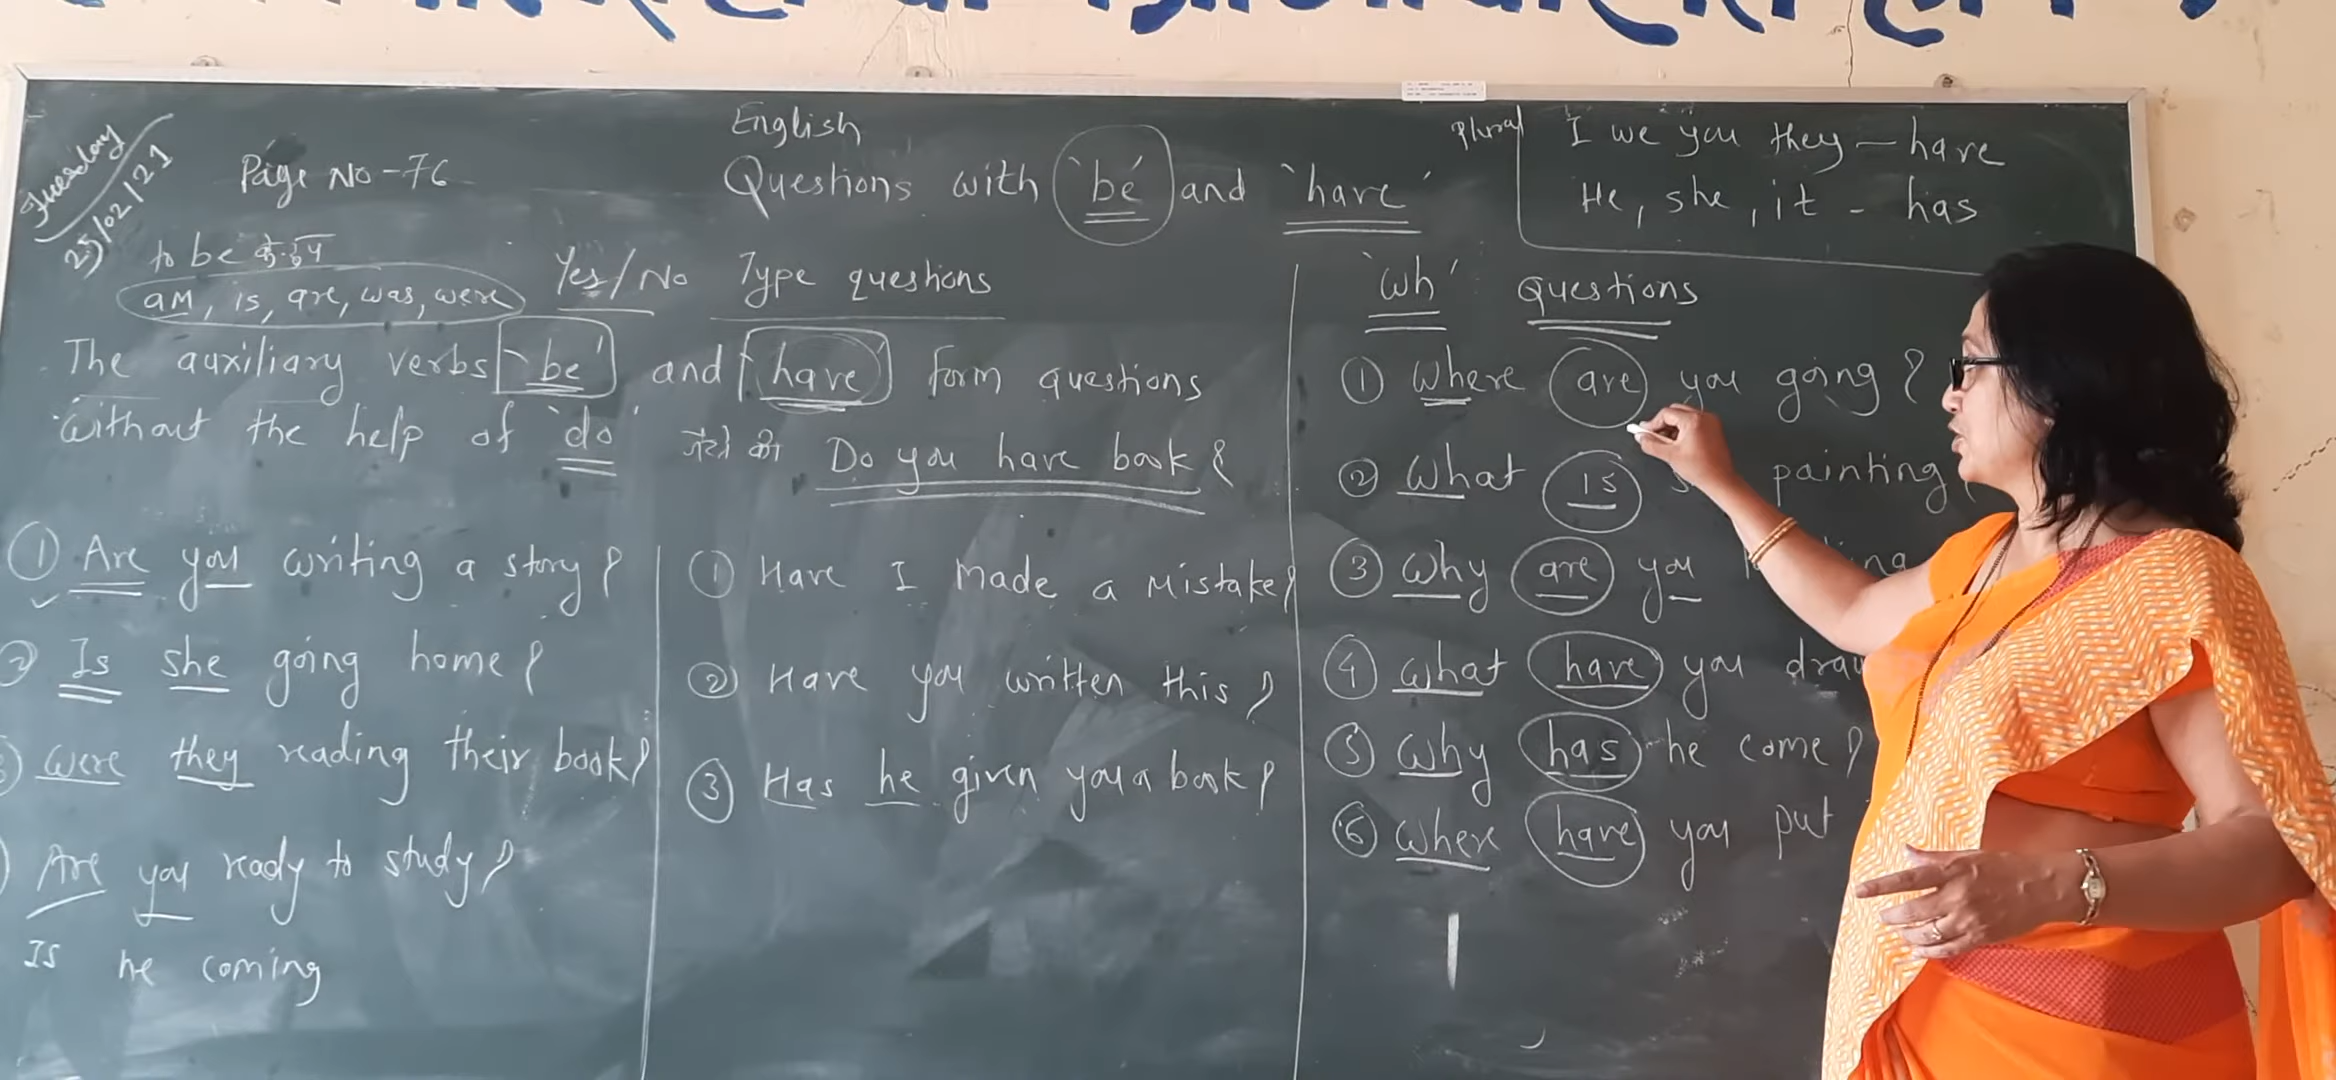 Tuesday
23/02/21
Page No-76
English
Questions with 'be' and 'have'
Plural I we you they - have
He, she, it - has
to be
am, is, are, was, were
Yes/No Type questions
The auxiliary verbs 'be' and 'have' form questions
without the help of 'do'
Do you have book?
① Are you writing a story?
② Is she going home?
were they reading their book?
Are you ready to study?
Is he coming
① Have I made a mistake?
② Have you written this?
③ Has he given you a book?
'wh' Questions
① Where are you going?
② What is painting
③ Why are you
④ What have you
⑤ Why has he come?
⑥ where have you put